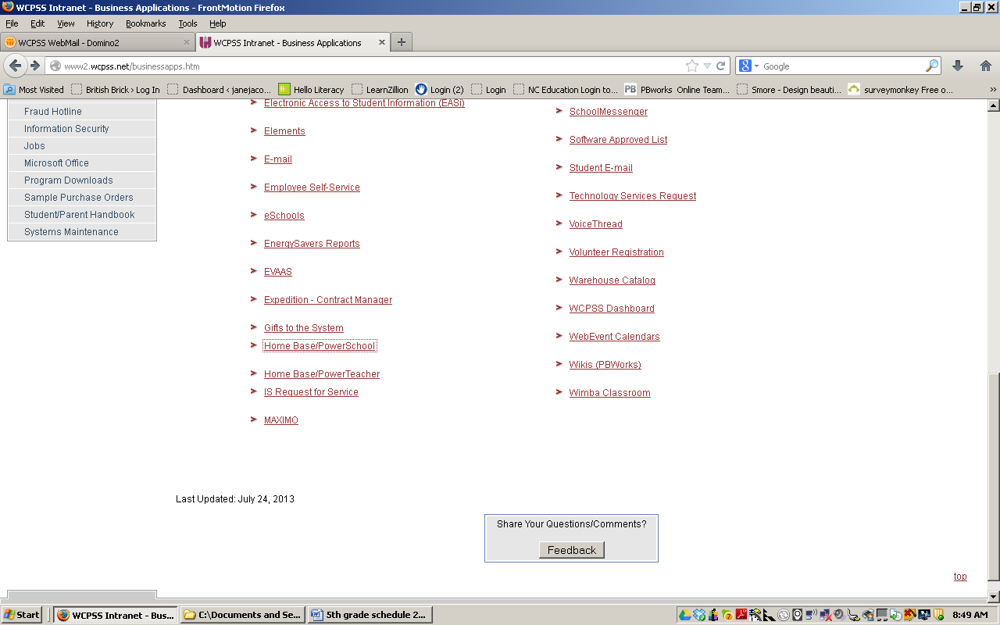 WCPSS Intranet - Business Applications - FrontMotion Firefox
File Edit View History Bookmarks Tools Help
WCPSS WebMail - Domino2
WCPSS Intranet - Business Applications
www2.wcpss.net/businessapps.htm
Google
Most Visited British Brick › Log In Dashboard ‹ janejaco... Hello Literacy LearnZillion Login (2) Login NC Education Login to... PBworks Online Team... Smore - Design beauti... surveymonkey Free o... »
Fraud Hotline
Information Security
Jobs
Microsoft Office
Program Downloads
Sample Purchase Orders
Student/Parent Handbook
Systems Maintenance
Electronic Access to Student Information (EASi)
Elements
E-mail
Employee Self-Service
eSchools
EnergySavers Reports
EVAAS
Expedition - Contract Manager
Gifts to the System
Home Base/PowerSchool
Home Base/PowerTeacher
IS Request for Service
MAXIMO
SchoolMessenger
Software Approved List
Student E-mail
Technology Services Request
VoiceThread
Volunteer Registration
Warehouse Catalog
WCPSS Dashboard
WebEvent Calendars
Wikis (PBWorks)
Wimba Classroom
Last Updated: July 24, 2013
Share Your Questions/Comments?
Feedback
top
Start WCPSS Intranet - Bus... C:\Documents and Se... 5th grade schedule 2... 8:49 AM